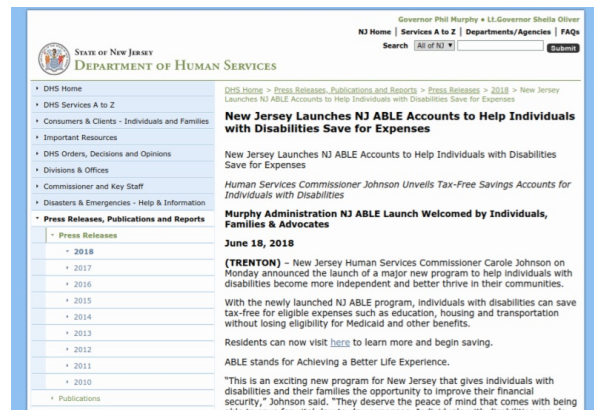 Governor Phil Murphy • Lt.Governor Sheila Oliver
NJ Home | Services A to Z | Departments/Agencies | FAQs
Search All of NJ ▼ Submit
STATE OF NEW JERSEY
DEPARTMENT OF HUMAN SERVICES
DHS Home
DHS Services A to Z
Consumers & Clients - Individuals and Families
Important Resources
DHS Orders, Decisions and Opinions
Divisions & Offices
Commissioner and Key Staff
Disasters & Emergencies - Help & Information
Press Releases, Publications and Reports
Press Releases
2018
2017
2016
2015
2014
2013
2012
2011
2010
Publications
DHS Home > Press Releases, Publications and Reports > Press Releases > 2018 > New Jersey
Launches NJ ABLE Accounts to Help Individuals with Disabilities Save for Expenses
New Jersey Launches NJ ABLE Accounts to Help Individuals
with Disabilities Save for Expenses
New Jersey Launches NJ ABLE Accounts to Help Individuals with Disabilities
Save for Expenses
Human Services Commissioner Johnson Unveils Tax-Free Savings Accounts for
Individuals with Disabilities
Murphy Administration NJ ABLE Launch Welcomed by Individuals,
Families & Advocates
June 18, 2018
(TRENTON) – New Jersey Human Services Commissioner Carole Johnson on
Monday announced the launch of a major new program to help individuals with
disabilities become more independent and better thrive in their communities.
With the newly launched NJ ABLE program, individuals with disabilities can save
tax-free for eligible expenses such as education, housing and transportation
without losing eligibility for Medicaid and other benefits.
Residents can now visit here to learn more and begin saving.
ABLE stands for Achieving a Better Life Experience.
"This is an exciting new program for New Jersey that gives individuals with
disabilities and their families the opportunity to improve their financial
security," Johnson said. "They deserve the peace of mind that comes with being